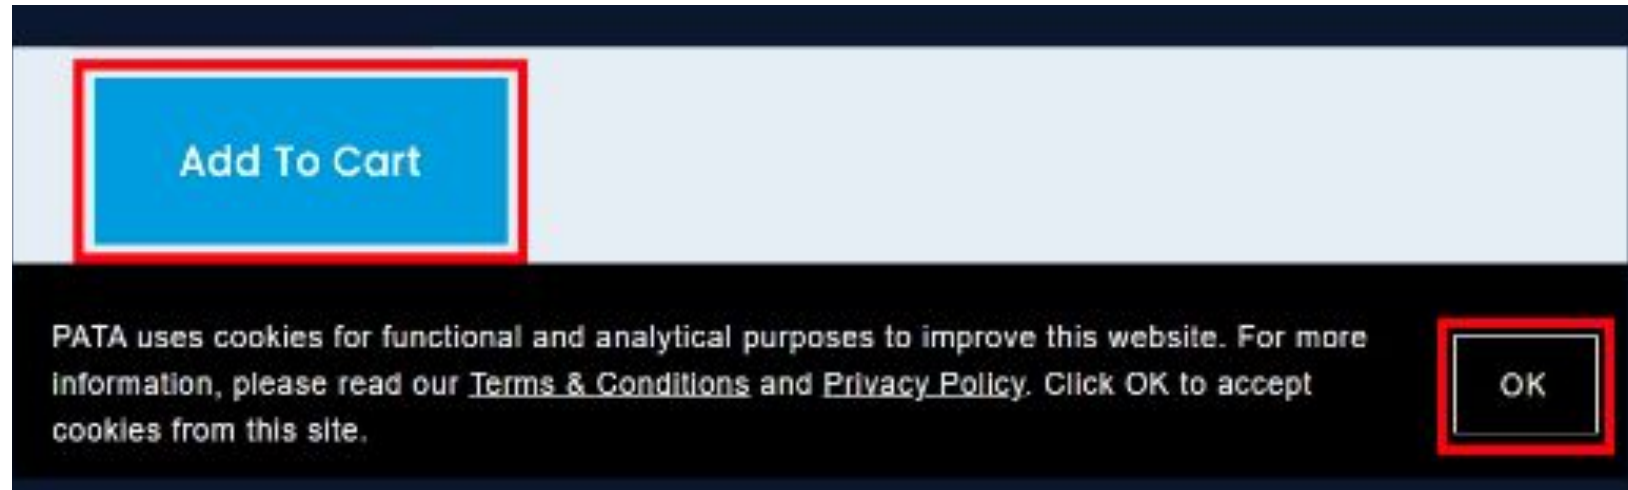 Add To Cart
PATA uses cookies for functional and analytical purposes to improve this website. For more
information, please read our Terms & Conditions and Privacy Policy. Click OK to accept
cookies from this site.
OK